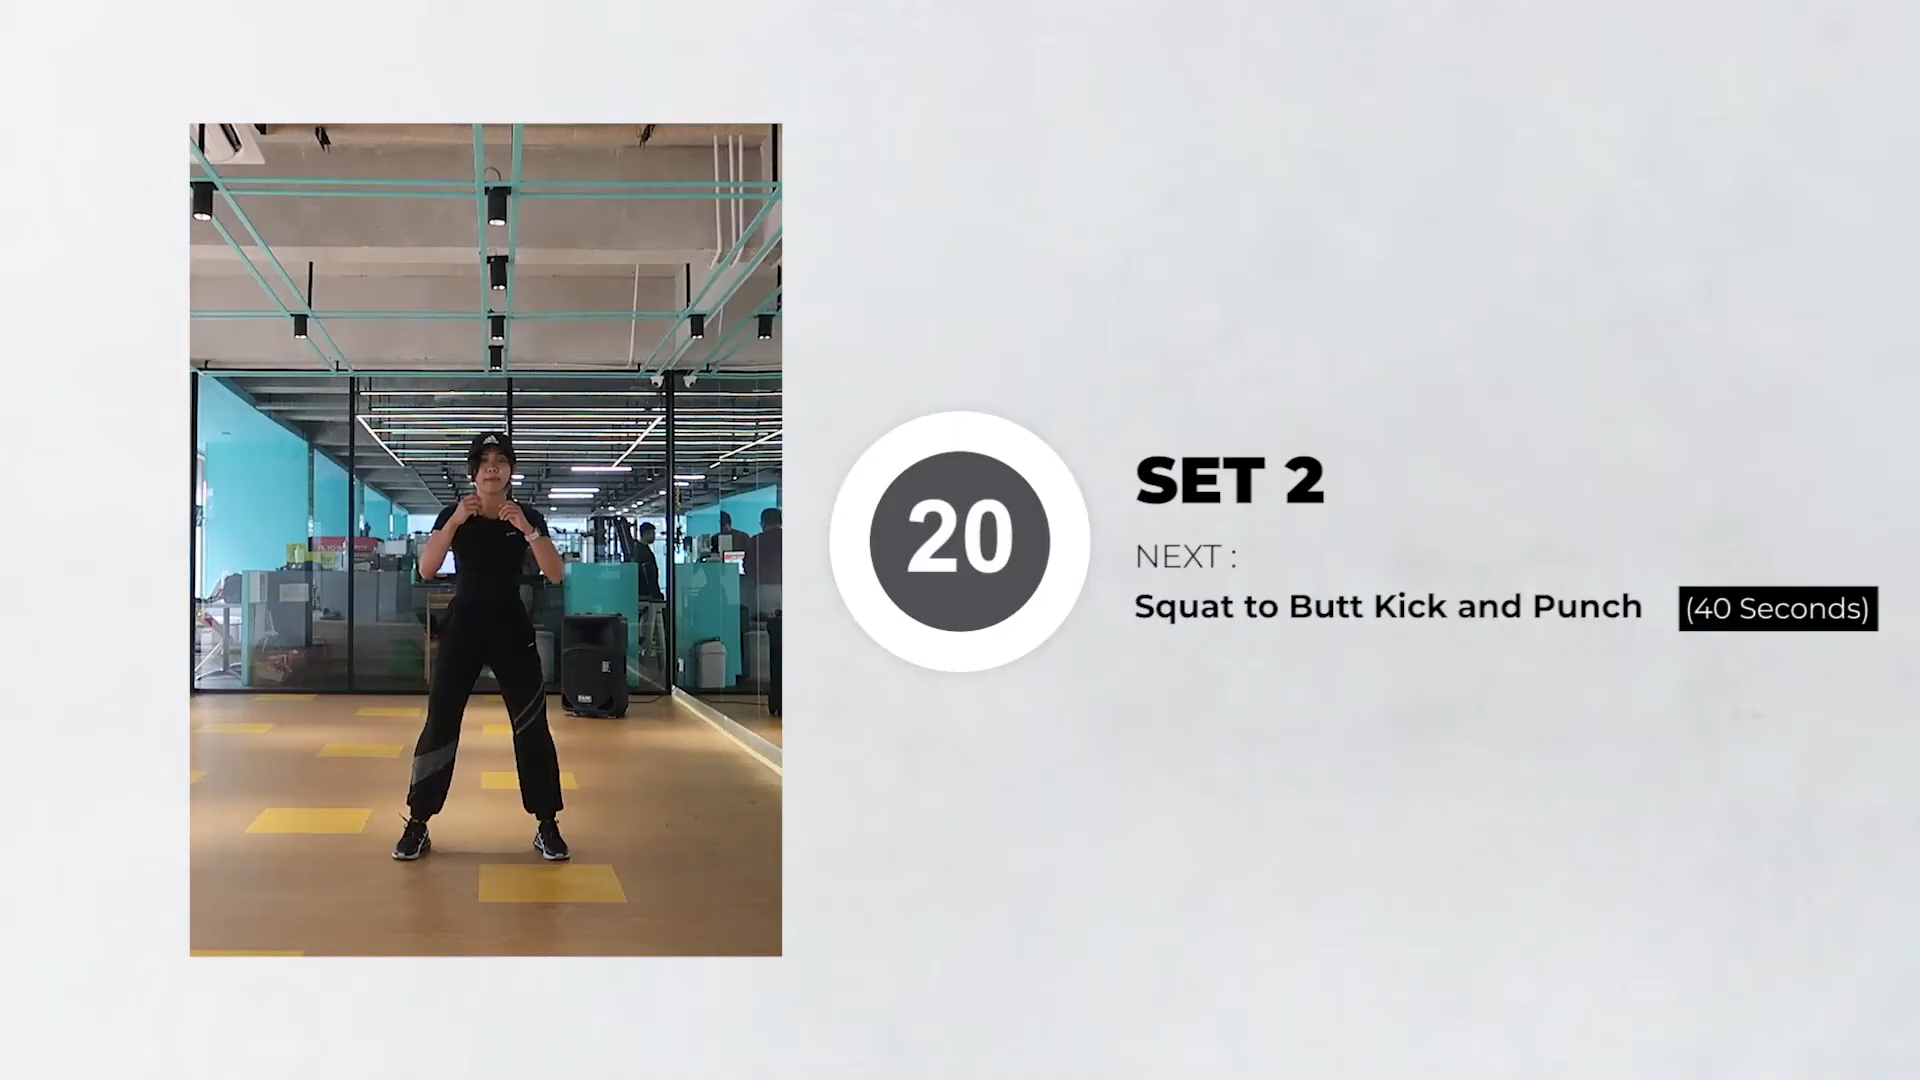 20
SET 2
NEXT :
Squat to Butt Kick and Punch
(40 Seconds)